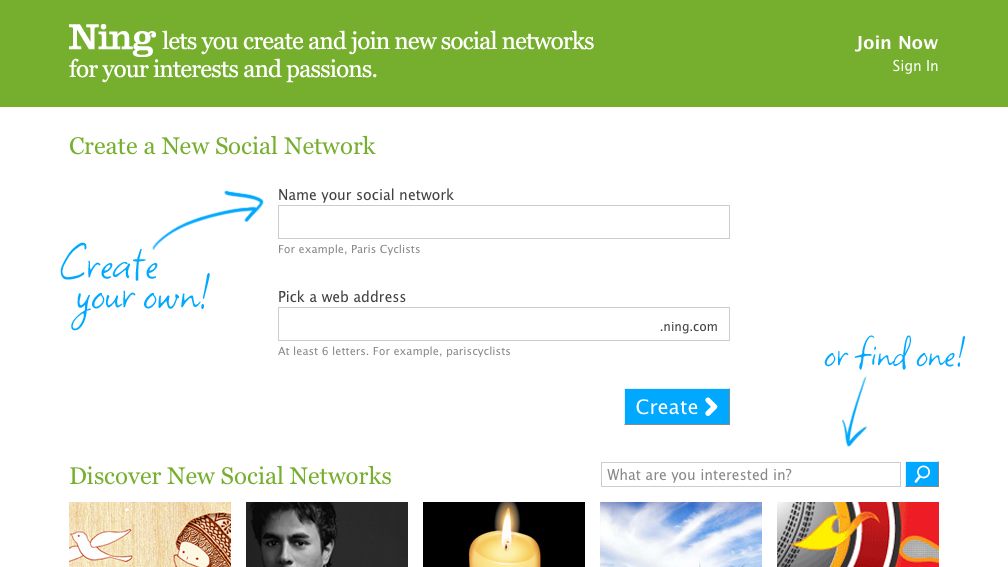 Ning lets you create and join new social networks
for your interests and passions.
Join Now
Sign In
Create a New Social Network
Name your social network
For example, Paris Cyclists
Create
your own!
Pick a web address
.ning.com
At least 6 letters. For example, pariscyclists
or find one!
Create
Discover New Social Networks
What are you interested in?